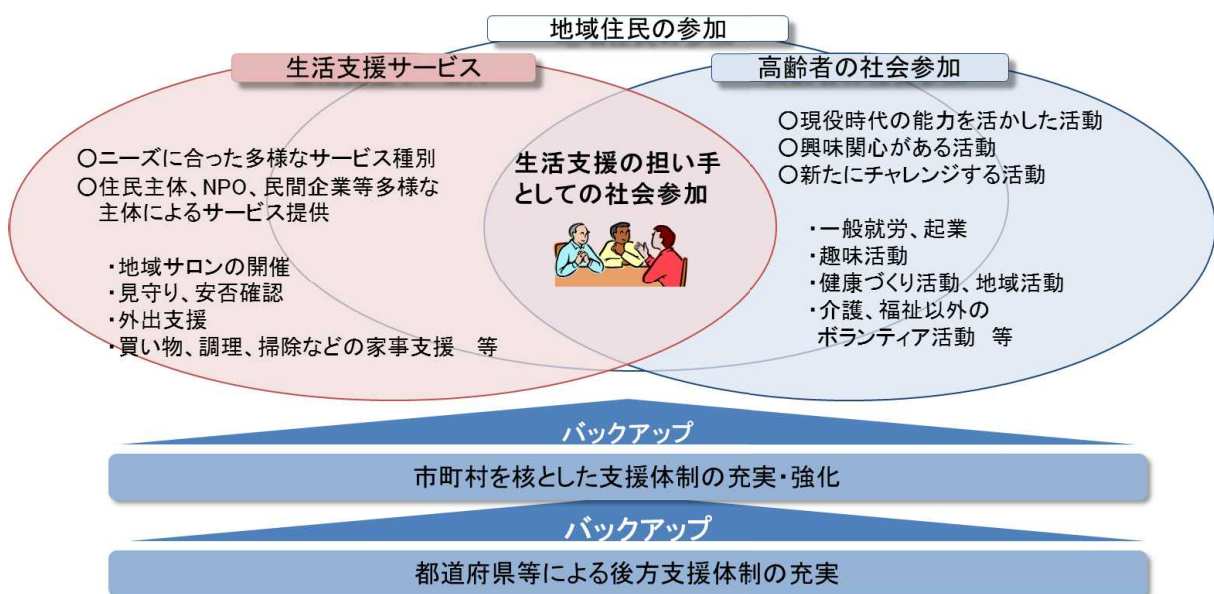 地域住民の参加
生活支援サービス
○ニーズに合った多様なサービス種別
○住民主体、NPO、民間企業等多様な
主体によるサービス提供
・地域サロンの開催
・見守り、安否確認
・外出支援
・買い物、調理、掃除などの家事支援　等
生活支援の担い手
としての社会参加
高齢者の社会参加
○現役時代の能力を活かした活動
○興味関心がある活動
○新たにチャレンジする活動
・一般就労、起業
・趣味活動
・健康づくり活動、地域活動
・介護、福祉以外の
ボランティア活動　等
バックアップ
市町村を核とした支援体制の充実・強化
バックアップ
都道府県等による後方支援体制の充実